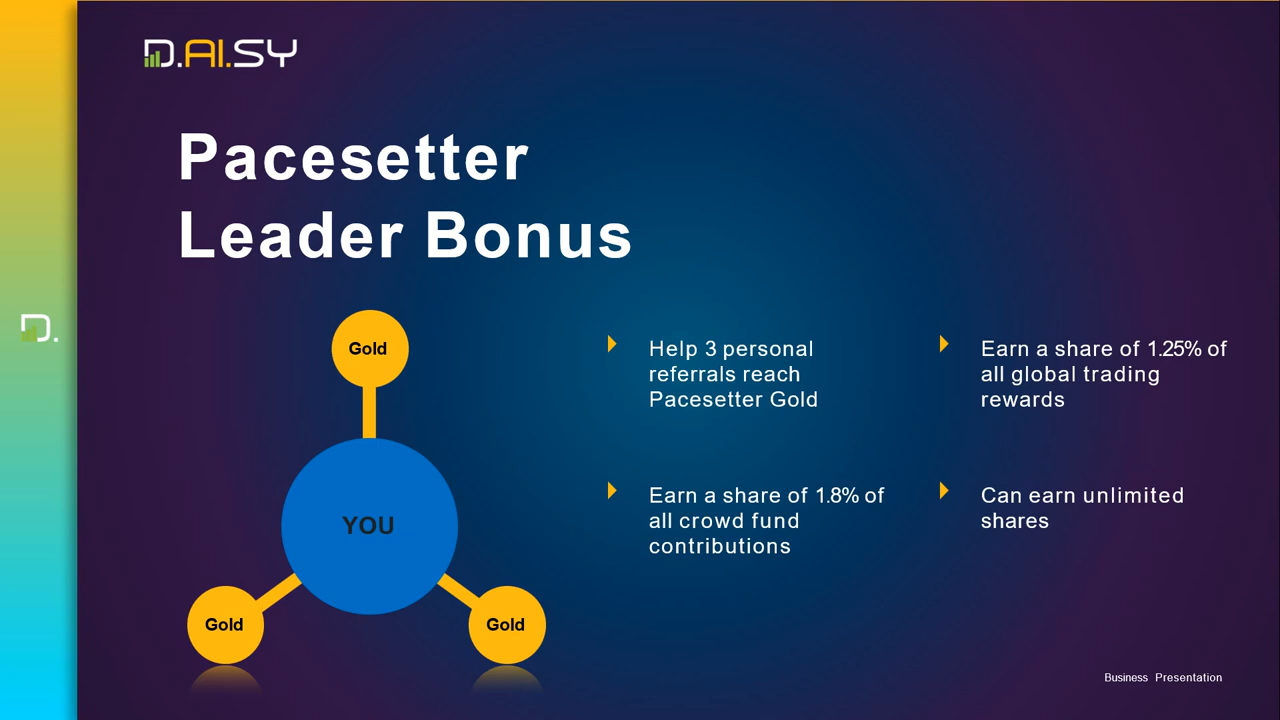 D.AI.SY
Pacesetter
Leader Bonus
D.
Gold
YOU
Gold
Gold
Help 3 personal
referrals reach
Pacesetter Gold
Earn a share of 1.25% of
all global trading
rewards
Earn a share of 1.8% of
all crowd fund
contributions
Can earn unlimited
shares
Business Presentation